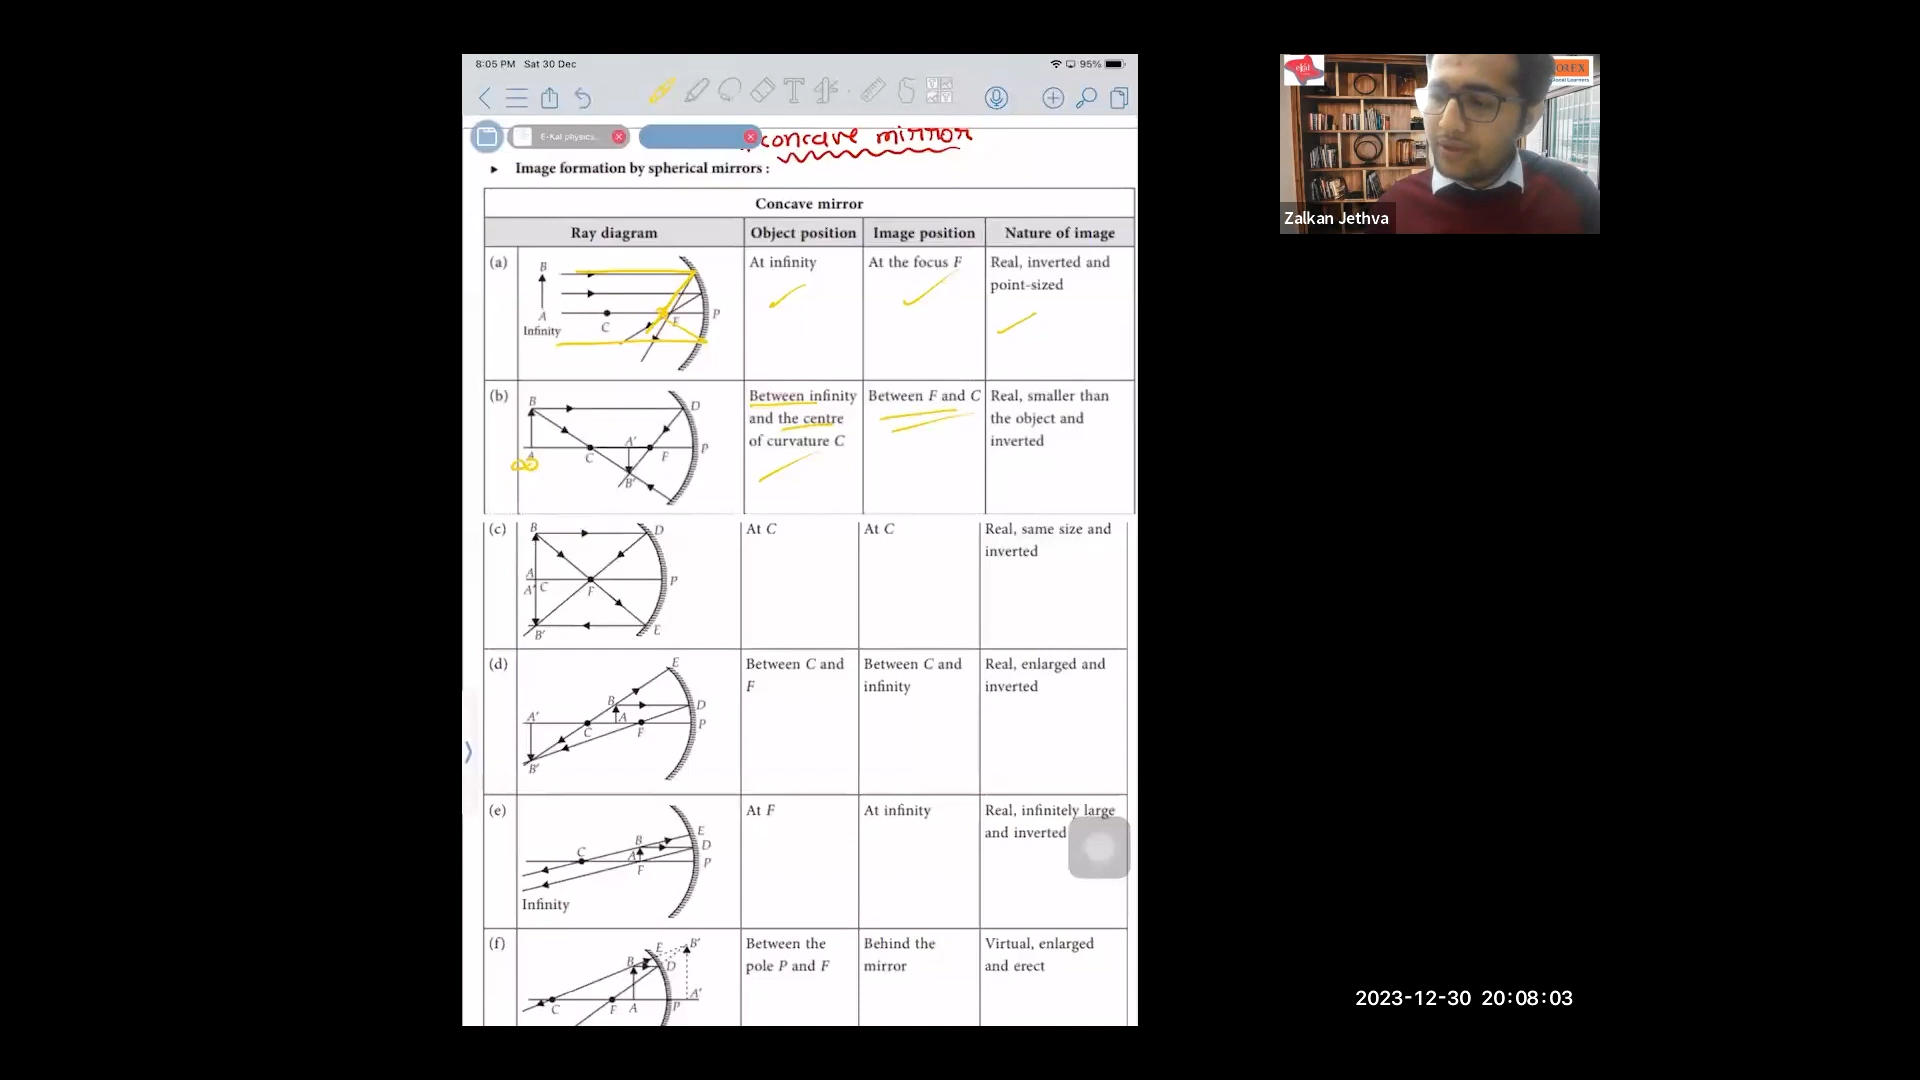 8:05 PM Sat 30 Dec
95%
E-Kal physics...
concave mirror
► Image formation by spherical mirrors :
Concave mirror
Ray diagram Object position Image position Nature of image
(a) At infinity At the focus F Real, inverted and
point-sized
B
A
Infinity
C
F
P
(b) Between infinity Between F and C Real, smaller than
and the centre the object and
of curvature C inverted
B
D
A'
A
∞
C
F
P
B'
(c) At C At C Real, same size and
inverted
B
D
A
A' C
F
P
B'
E
(d) Between C and Between C and Real, enlarged and
F infinity inverted
E
B
D
A'
A
C
F
P
B'
(e) At F At infinity Real, infinitely large
and inverted
E
B
D
C
A
P
F
Infinity
(f) Between the Behind the Virtual, enlarged
pole P and F mirror and erect
E
B'
B
D
A'
C
F
A
P
eKal
OREX
Zalkan Jethva
2023-12-30 20:08:03